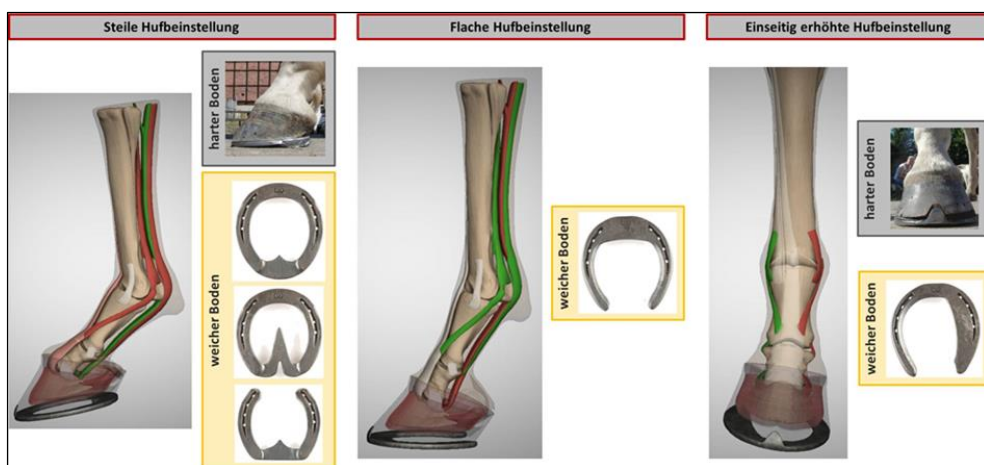 Steile Hufbeinstellung
harter Boden
weicher Boden
Flache Hufbeinstellung
weicher Boden
Einseitig erhöhte Hufbeinstellung
harter Boden
weicher Boden